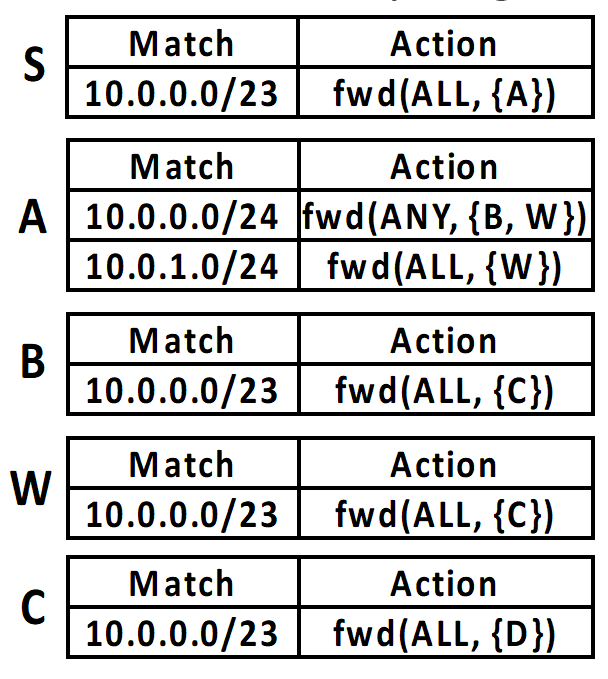 S
Match Action
10.0.0.0/23 fwd(ALL, {A})
A
Match Action
10.0.0.0/24 fwd(ANY, {B, W})
10.0.1.0/24 fwd(ALL, {W})
B
Match Action
10.0.0.0/23 fwd(ALL, {C})
W
Match Action
10.0.0.0/23 fwd(ALL, {C})
C
Match Action
10.0.0.0/23 fwd(ALL, {D})